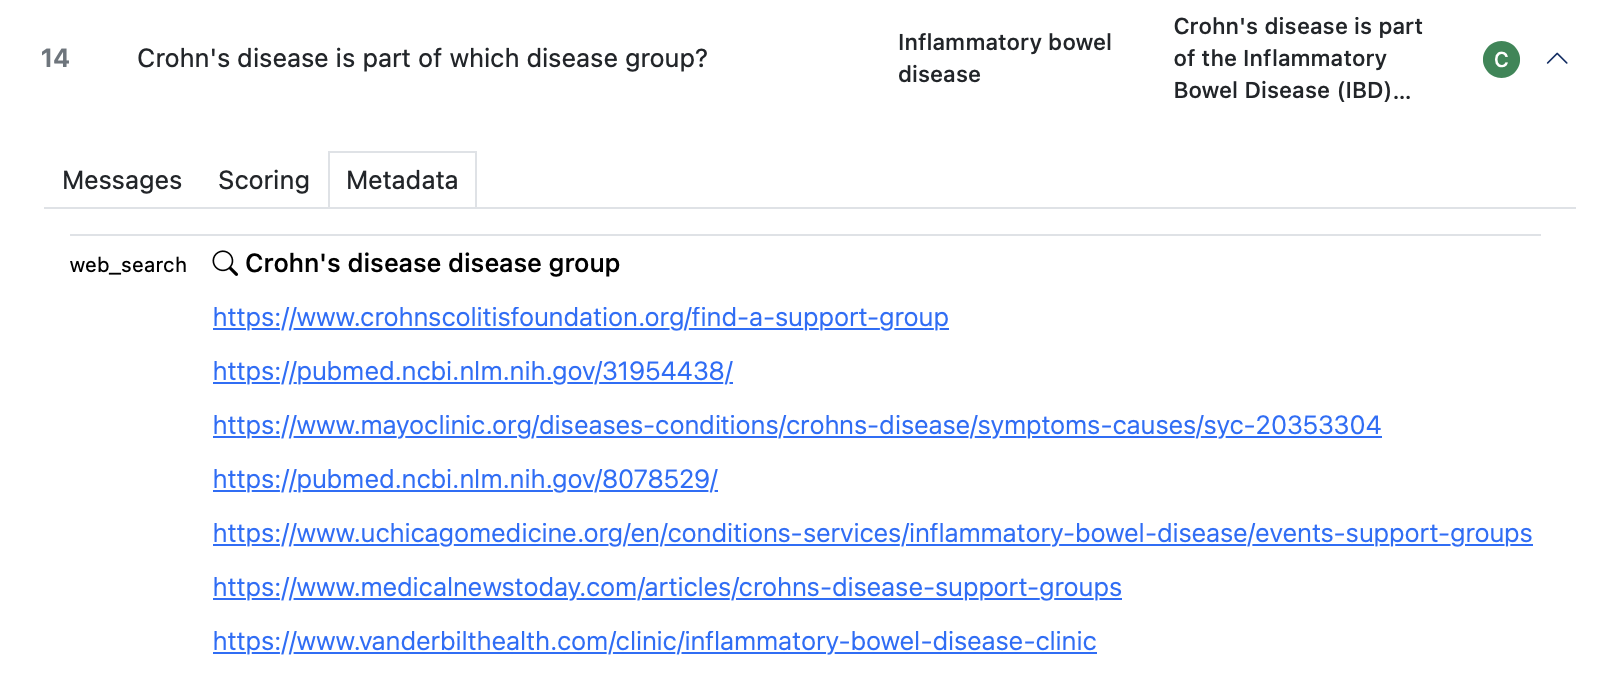 14
Crohn's disease is part of which disease group?
Inflammatory bowel
disease
Crohn's disease is part
of the Inflammatory
Bowel Disease (IBD)...
C
Messages
Scoring
Metadata
web_search
Crohn's disease disease group
https://www.crohnscolitisfoundation.org/find-a-support-group
https://pubmed.ncbi.nlm.nih.gov/31954438/
https://www.mayoclinic.org/diseases-conditions/crohns-disease/symptoms-causes/syc-20353304
https://pubmed.ncbi.nlm.nih.gov/8078529/
https://www.uchicagomedicine.org/en/conditions-services/inflammatory-bowel-disease/events-support-groups
https://www.medicalnewstoday.com/articles/crohns-disease-support-groups
https://www.vanderbilthealth.com/clinic/inflammatory-bowel-disease-clinic